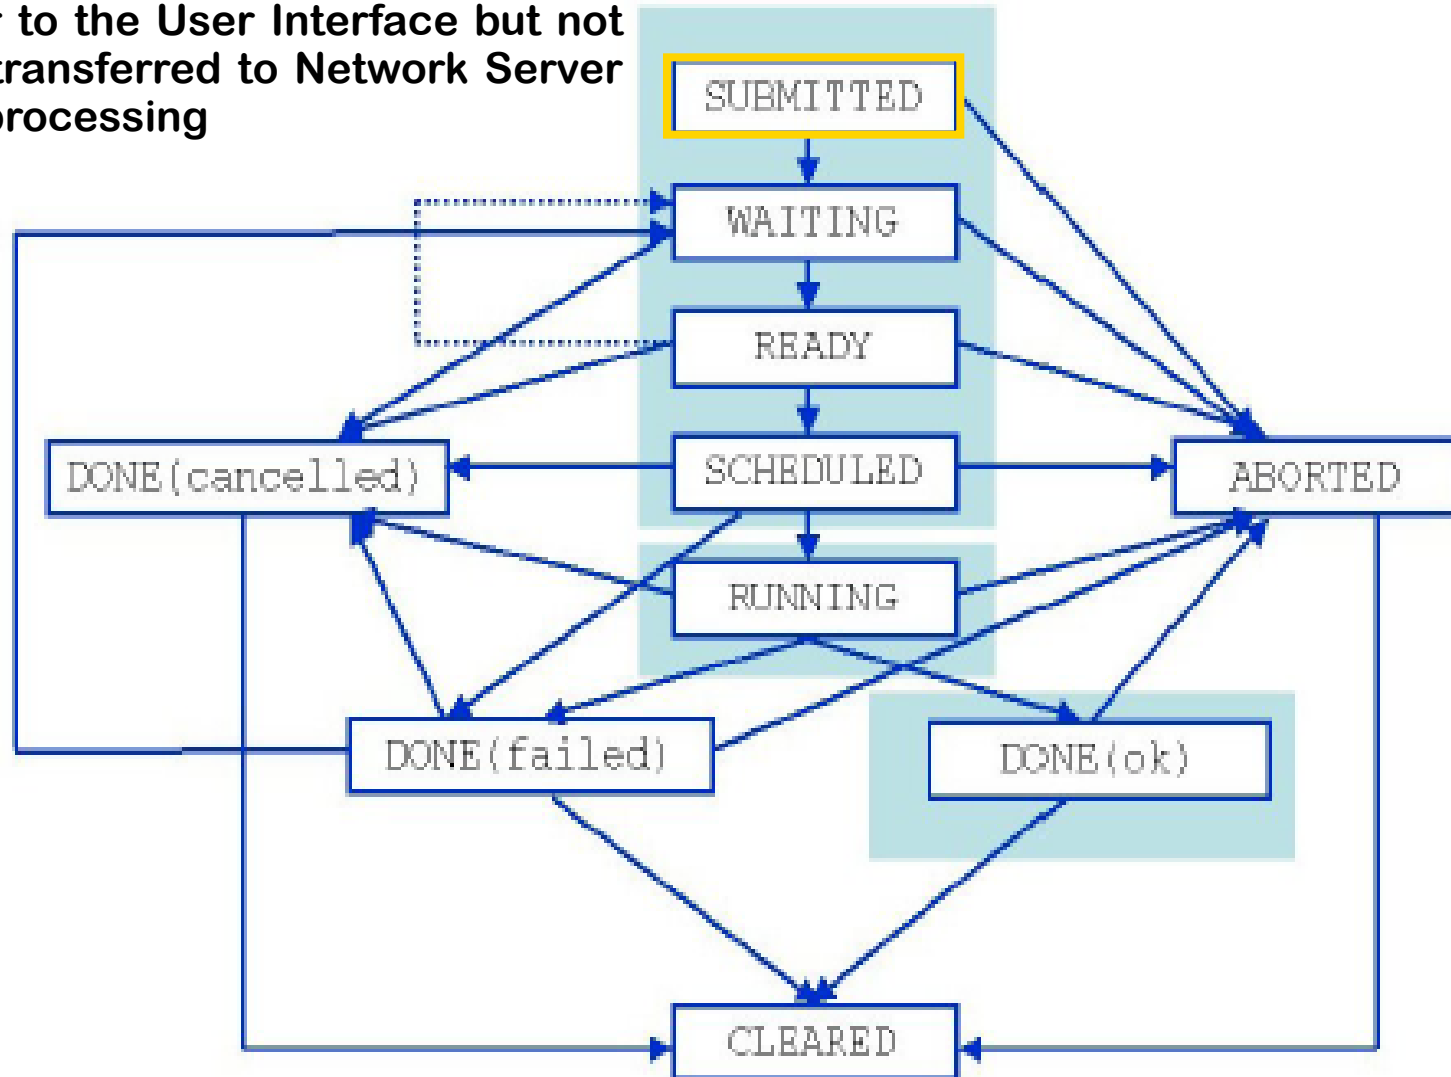 to the User Interface but not
transferred to Network Server
processing
SUBMITTED
WAITING
READY
SCHEDULED
DONE(cancelled)
ABORTED
RUNNING
DONE(failed)
DONE(ok)
CLEARED